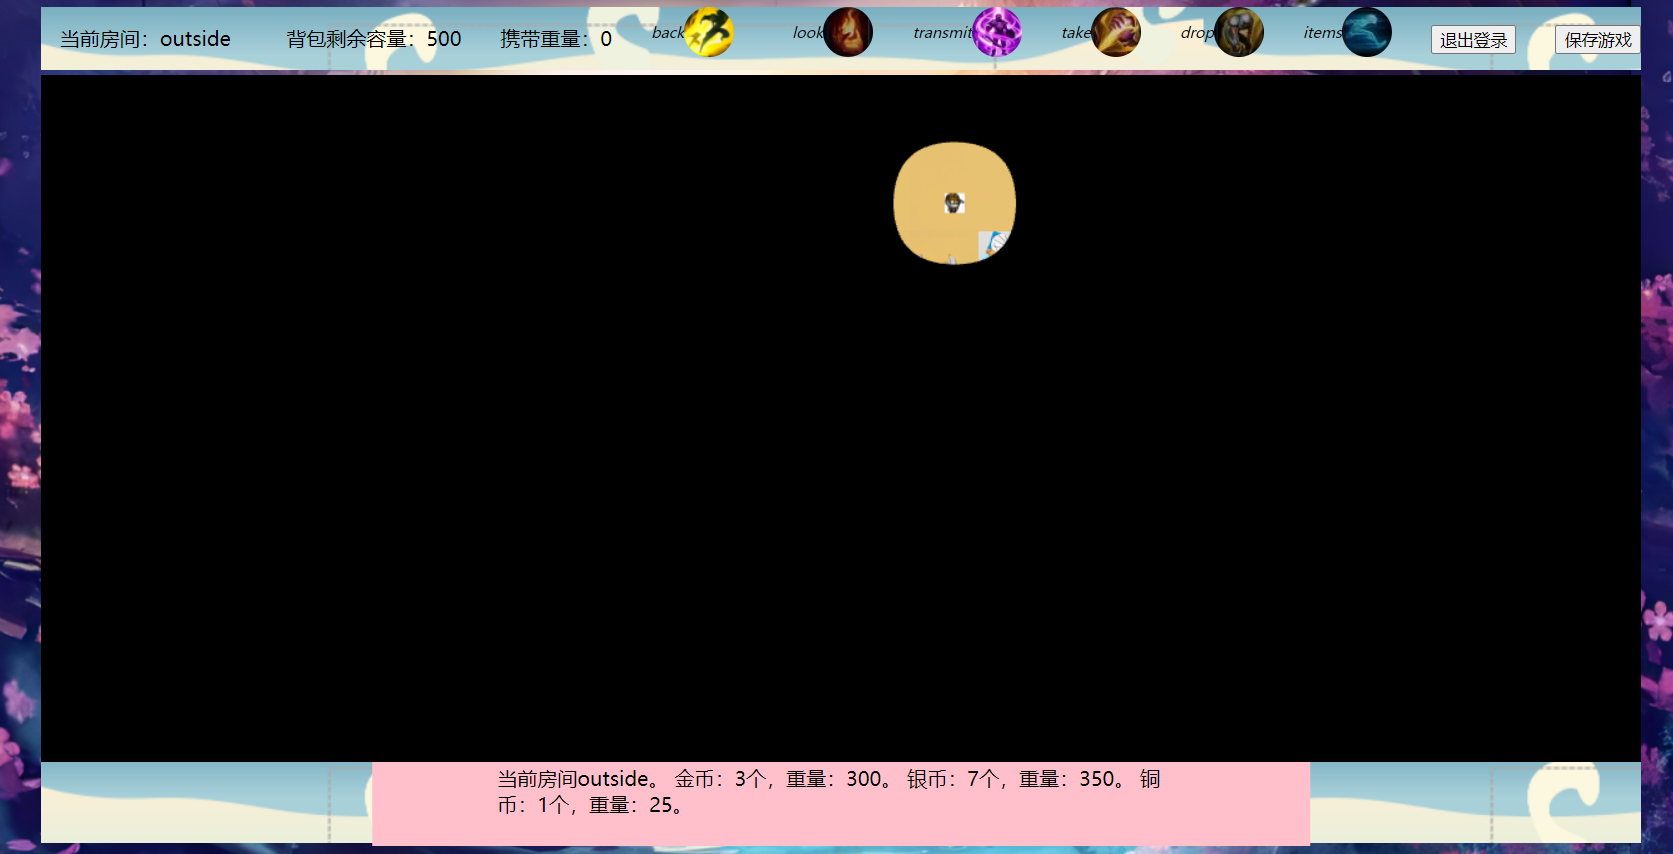 当前房间：outside 背包剩余容量：500 携带重量：0 back look transmit take drop items 退出登录 保存游戏
当前房间outside。 金币：3个，重量：300。 银币：7个，重量：350。 铜
币：1个，重量：25。